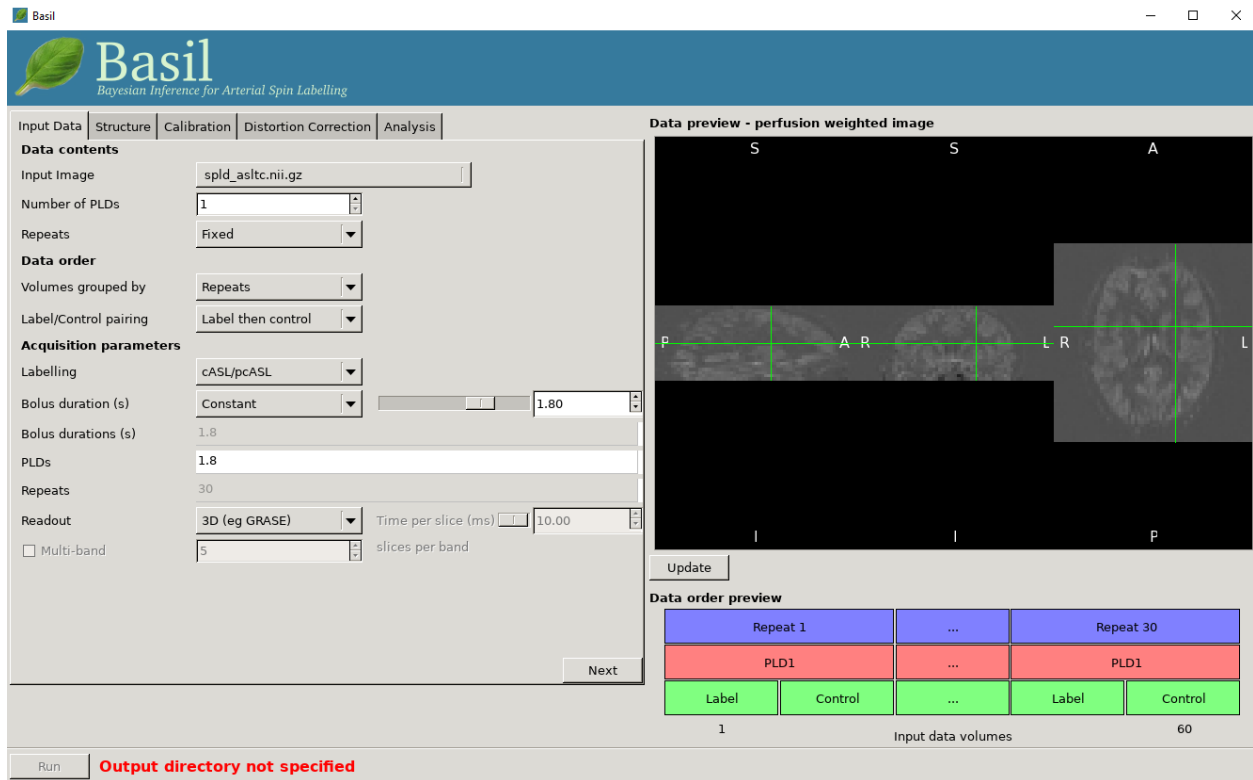 Basil
Basil
Bayesian Inference for Arterial Spin Labelling
Input Data Structure Calibration Distortion Correction Analysis
Data contents
Input Image spld_asltc.nii.gz
Number of PLDs 1
Repeats Fixed
Data order
Volumes grouped by Repeats
Label/Control pairing Label then control
Acquisition parameters
Labelling cASL/pcASL
Bolus duration (s) Constant 1.80
Bolus durations (s) 1.8
PLDs 1.8
Repeats 30
Readout 3D (eg GRASE) Time per slice (ms) 10.00
Multi-band 5 slices per band
Next
Data preview - perfusion weighted image
S S A
P A R L R L
I I P
Update
Data order preview
Repeat 1 ... Repeat 30
PLD1 ... PLD1
Label Control ... Label Control
1 Input data volumes 60
Run Output directory not specified